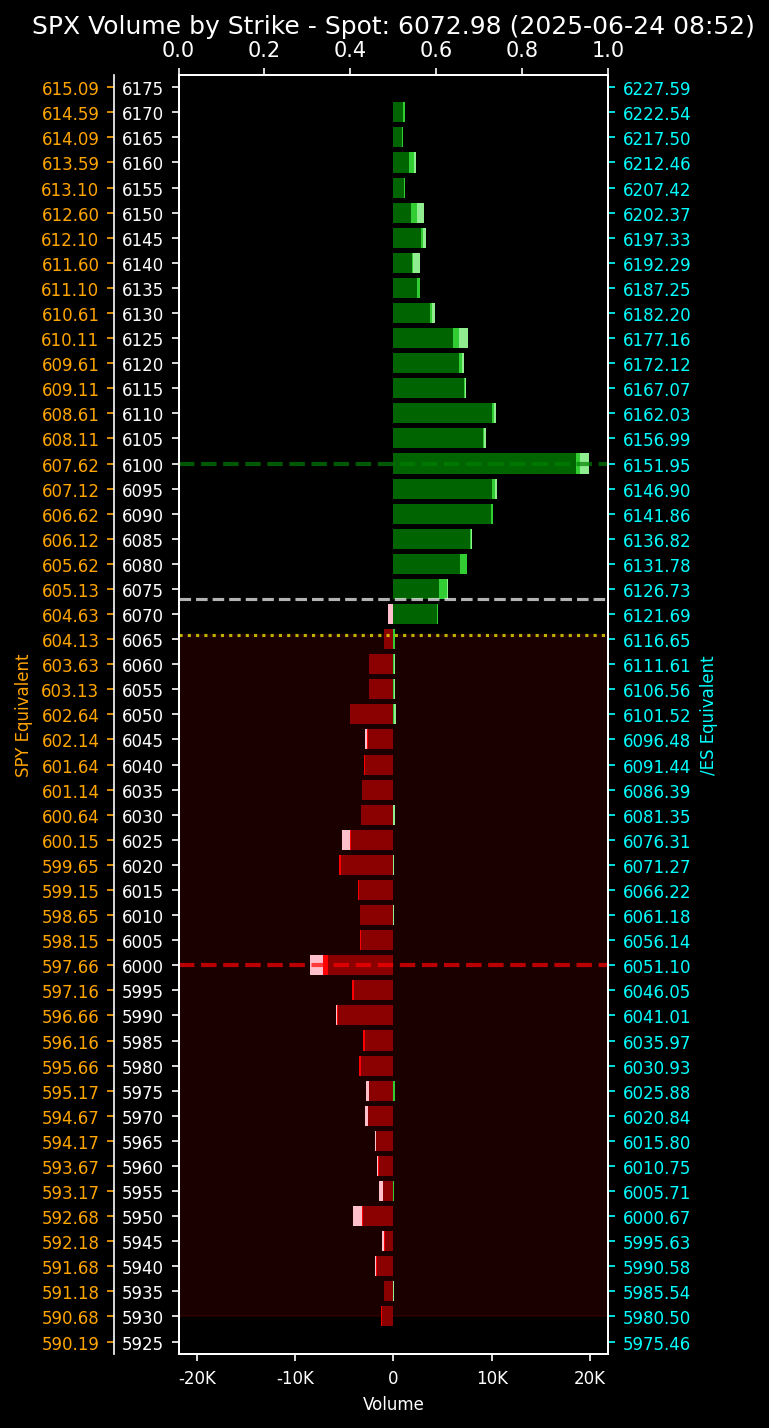 SPX Volume by Strike - Spot: 6072.98 (2025-06-24 08:52)
0.0 0.2 0.4 0.6 0.8 1.0
615.09 6175 6227.59
614.59 6170 6222.54
614.09 6165 6217.50
613.59 6160 6212.46
613.10 6155 6207.42
612.60 6150 6202.37
612.10 6145 6197.33
611.60 6140 6192.29
611.10 6135 6187.25
610.61 6130 6182.20
610.11 6125 6177.16
609.61 6120 6172.12
609.11 6115 6167.07
608.61 6110 6162.03
608.11 6105 6156.99
607.62 6100 6151.95
607.12 6095 6146.90
606.62 6090 6141.86
606.12 6085 6136.82
605.62 6080 6131.78
605.13 6075 6126.73
604.63 6070 6121.69
604.13 6065 6116.65
603.63 6060 6111.61
603.13 6055 6106.56
602.64 6050 6101.52
602.14 6045 6096.48
601.64 6040 6091.44
601.14 6035 6086.39
600.64 6030 6081.35
600.15 6025 6076.31
599.65 6020 6071.27
599.15 6015 6066.22
598.65 6010 6061.18
598.15 6005 6056.14
597.66 6000 6051.10
597.16 5995 6046.05
596.66 5990 6041.01
596.16 5985 6035.97
595.66 5980 6030.93
595.17 5975 6025.88
594.67 5970 6020.84
594.17 5965 6015.80
593.67 5960 6010.75
593.17 5955 6005.71
592.68 5950 6000.67
592.18 5945 5995.63
591.68 5940 5990.58
591.18 5935 5985.54
590.68 5930 5980.50
590.19 5925 5975.46
SPY Equivalent
/ES Equivalent
-20K -10K 0 10K 20K
Volume